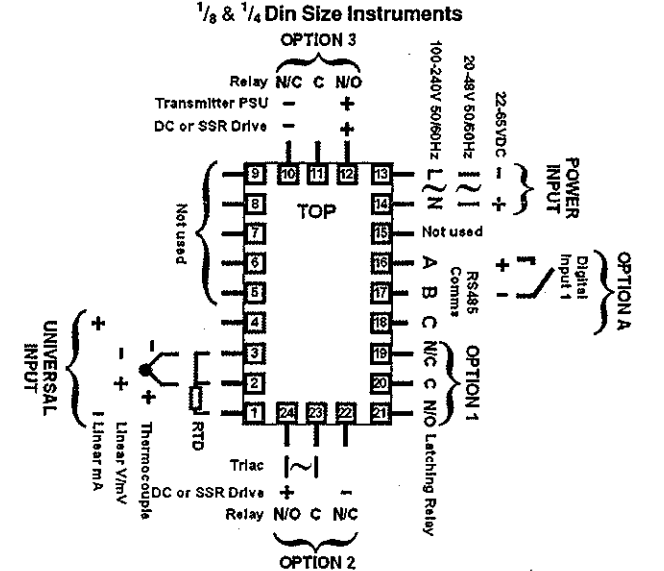 1/8 & 1/4 Din Size Instruments
OPTION 3
Relay N/C C N/O
Transmitter PSU − +
DC or SSR Drive − +
100-240V 50/60Hz L ~ N
20-48V 50/60Hz ~
22-65VDC − +
POWER INPUT
9 10 11 12 13
8 14
7 15
6 16
5 17
4 18
3 19
2 20
1 24 23 22 21
TOP
Not used
Not used
A
B
C
RS485 Comms
+ −
Digital Input 1
OPTION A
N/C C N/O
OPTION 1
Latching Relay
UNIVERSAL INPUT
+ − Linear mA
− + Linear V/mV
− + Thermocouple
RTD
Triac ~
DC or SSR Drive + −
Relay N/O C N/C
OPTION 2